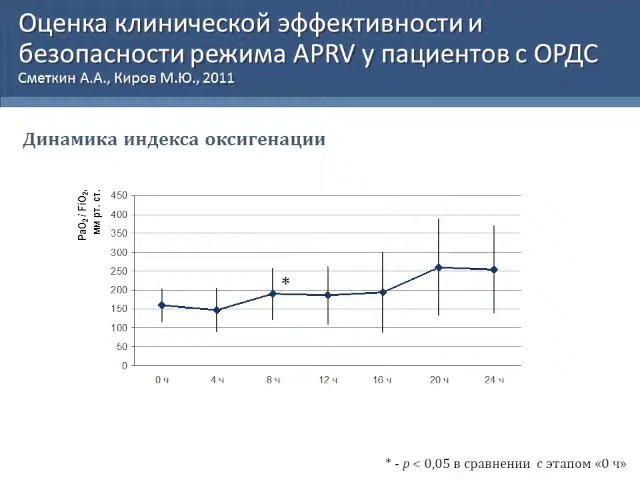 Оценка клинической эффективности и
безопасности режима APRV у пациентов с ОРДС
Сметкин А.А., Киров М.Ю., 2011
Динамика индекса оксигенации
PaO₂ / FiO₂,
мм рт. ст.
450
400
350
300
250
200
150
100
50
0
*
0 ч 4 ч 8 ч 12 ч 16 ч 20 ч 24 ч
* - p < 0,05 в сравнении с этапом «0 ч»